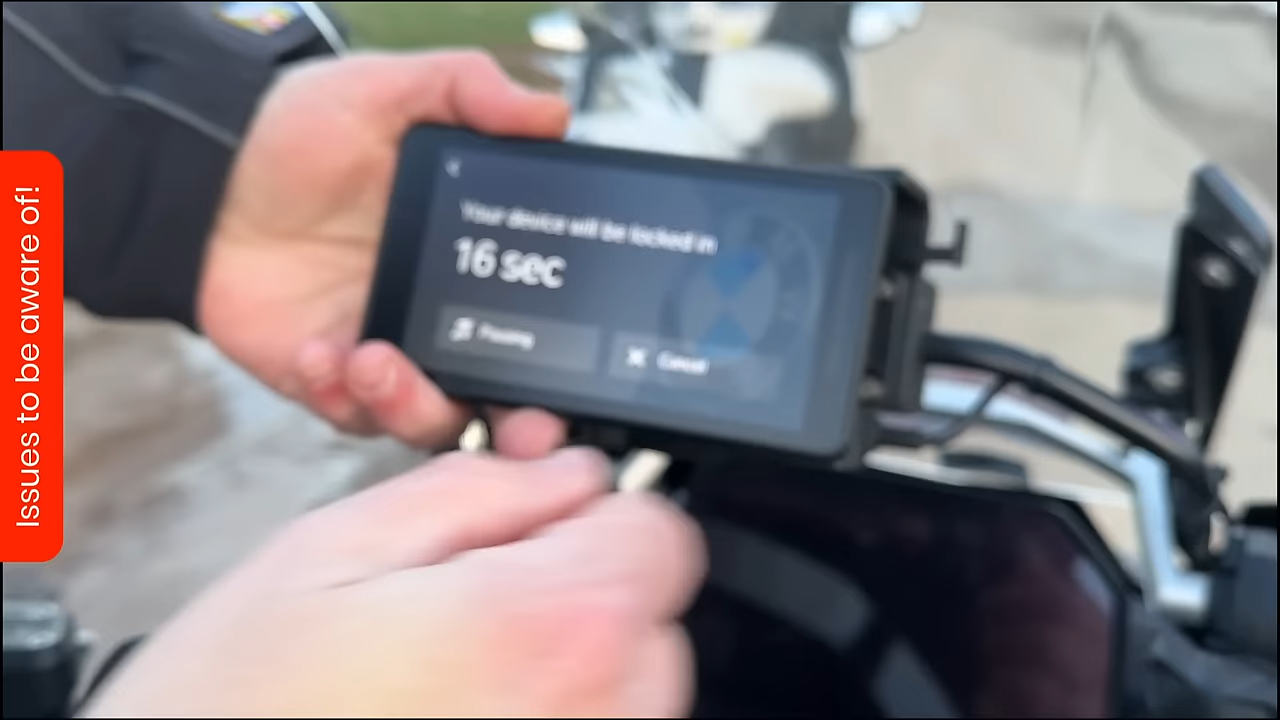 Issues to be aware of!
Your device will be locked in
16 sec
Cancel